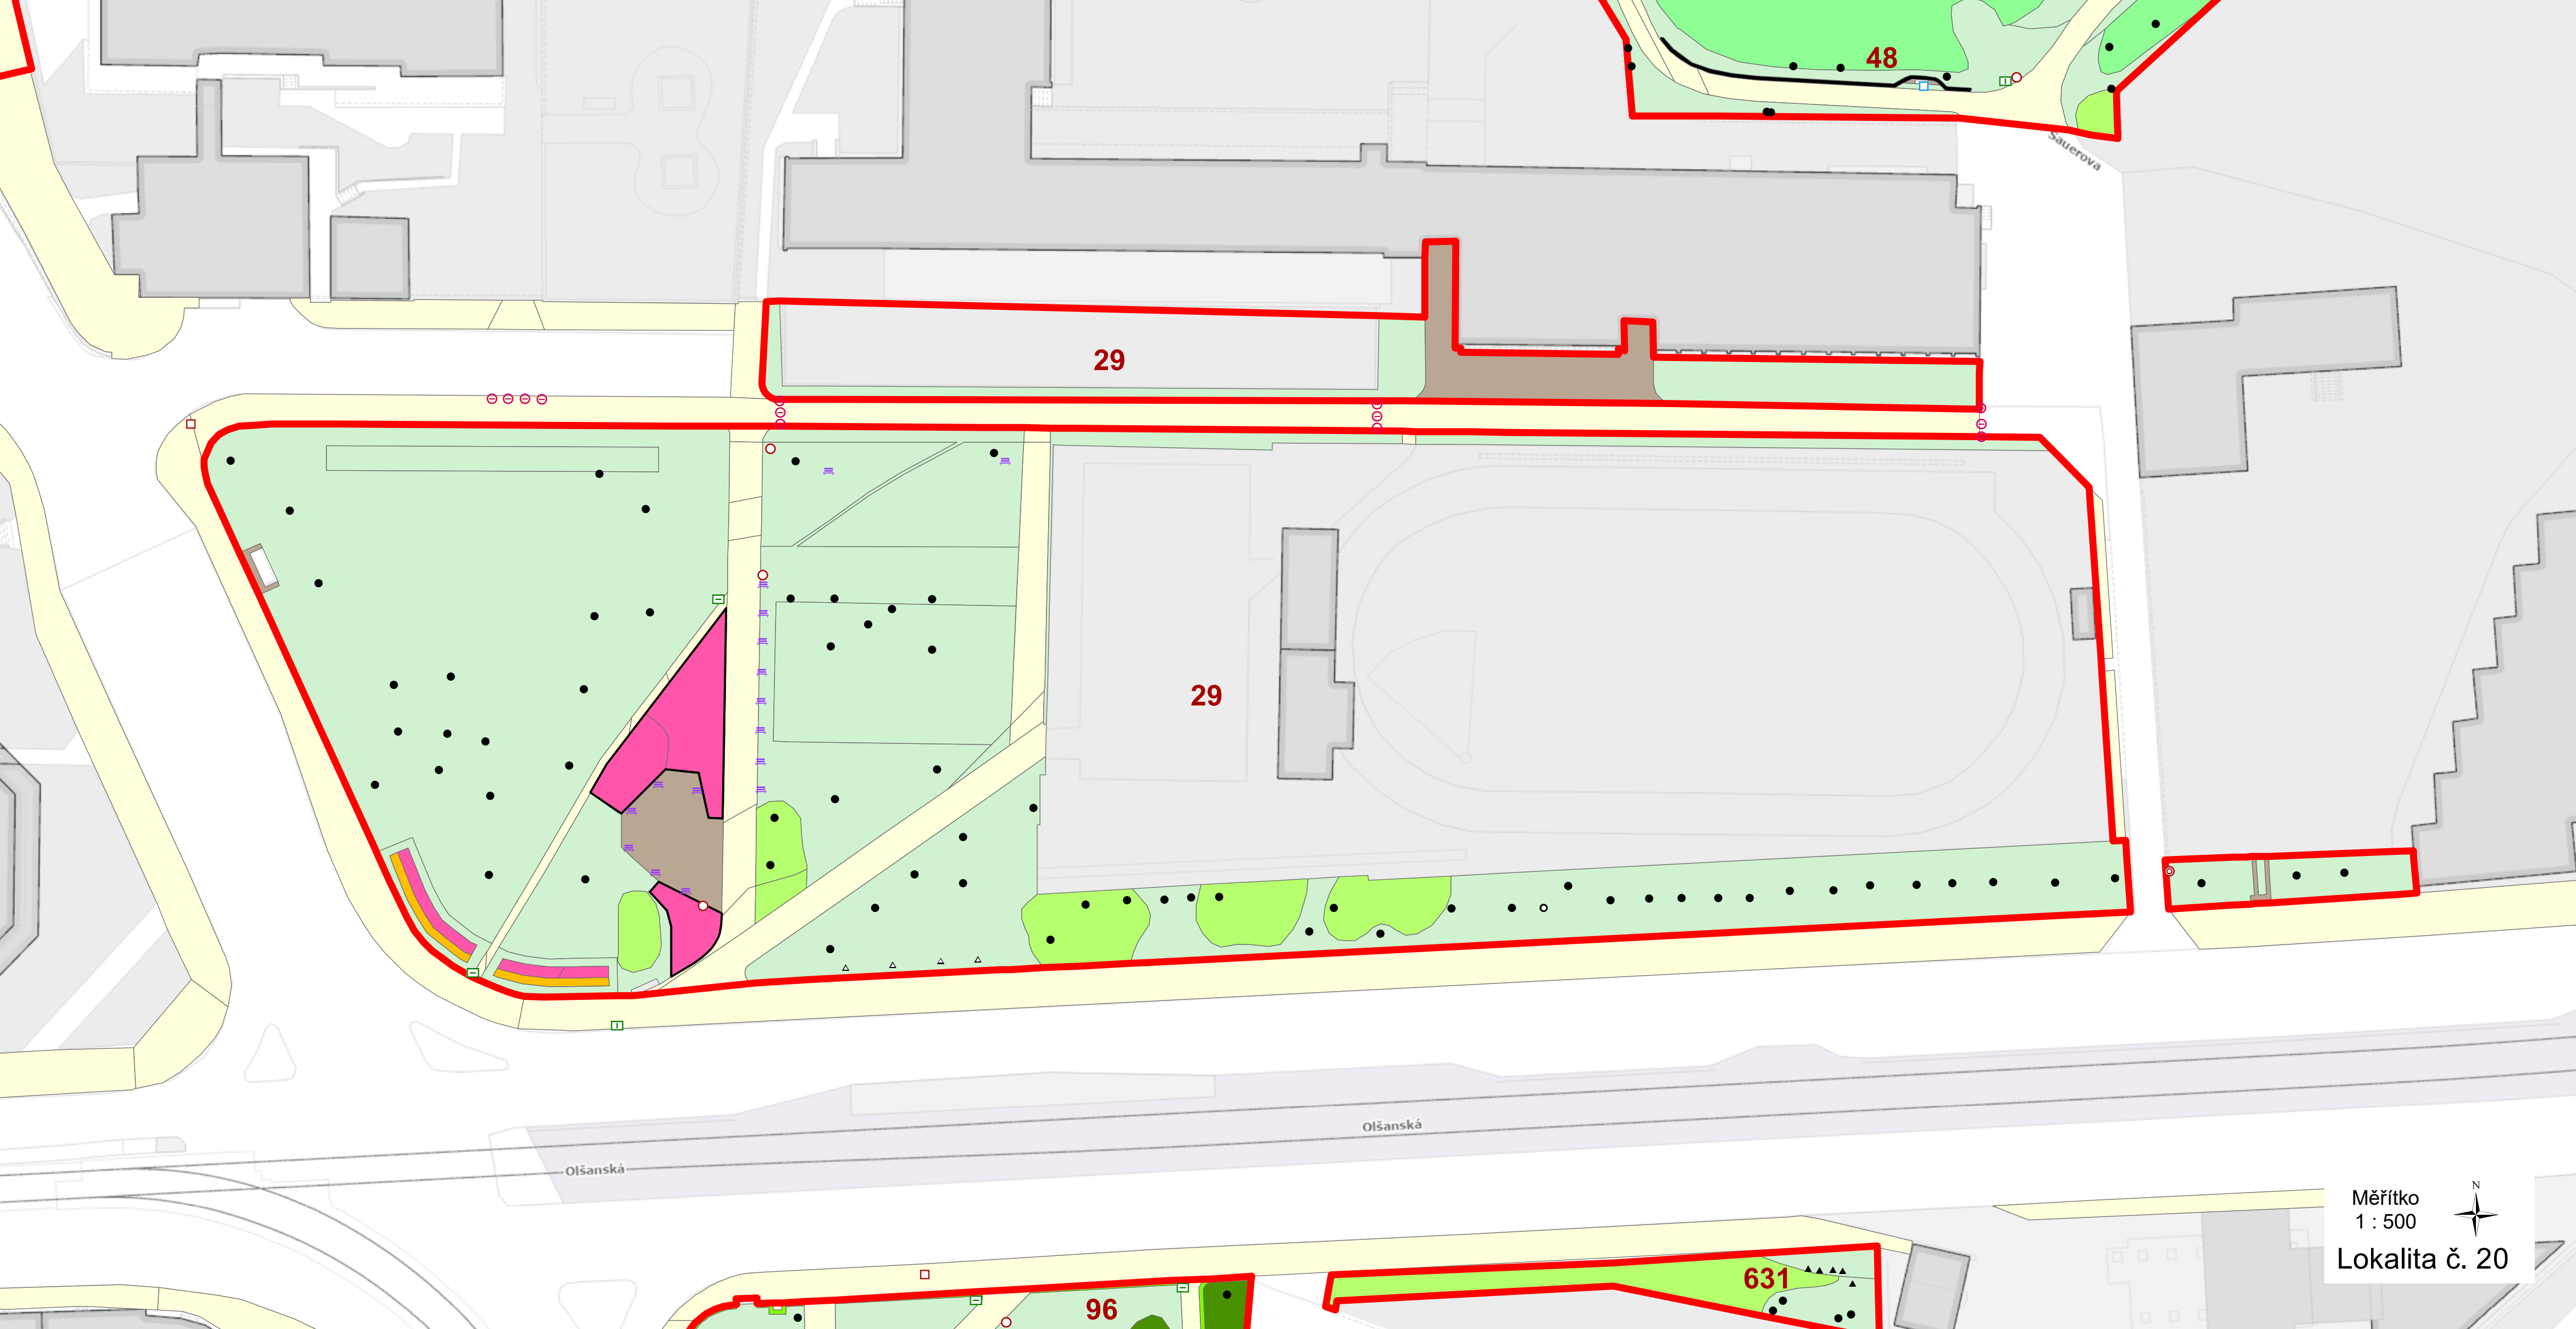 48
Sauerova
29
29
Olšanská
Olšanská
N
Měřítko
1 : 500
Lokalita č. 20
631
96